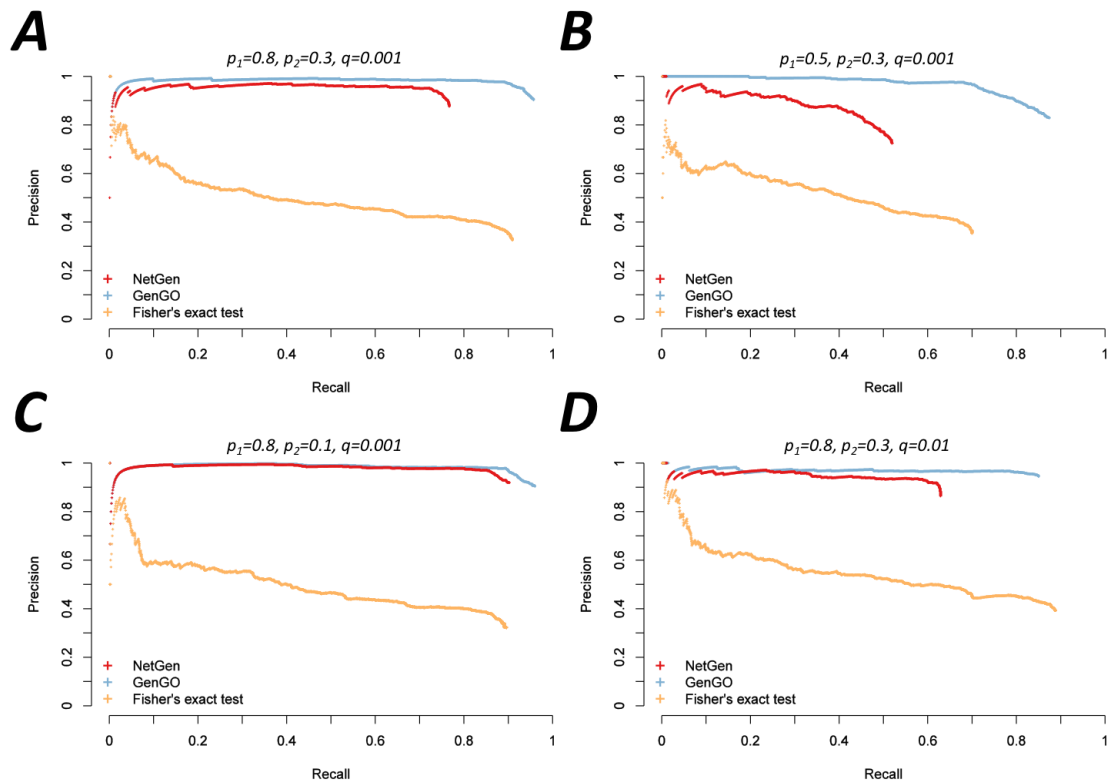 A
p1=0.8, p2=0.3, q=0.001
Precision
0 0.2 0.4 0.6 0.8 1
NetGen
GenGO
Fisher's exact test
0 0.2 0.4 0.6 0.8 1
Recall
B
p1=0.5, p2=0.3, q=0.001
Precision
0 0.2 0.4 0.6 0.8 1
NetGen
GenGO
Fisher's exact test
0 0.2 0.4 0.6 0.8 1
Recall
C
p1=0.8, p2=0.1, q=0.001
Precision
0 0.2 0.4 0.6 0.8 1
NetGen
GenGO
Fisher's exact test
0 0.2 0.4 0.6 0.8 1
Recall
D
p1=0.8, p2=0.3, q=0.01
Precision
0 0.2 0.4 0.6 0.8 1
NetGen
GenGO
Fisher's exact test
0 0.2 0.4 0.6 0.8 1
Recall